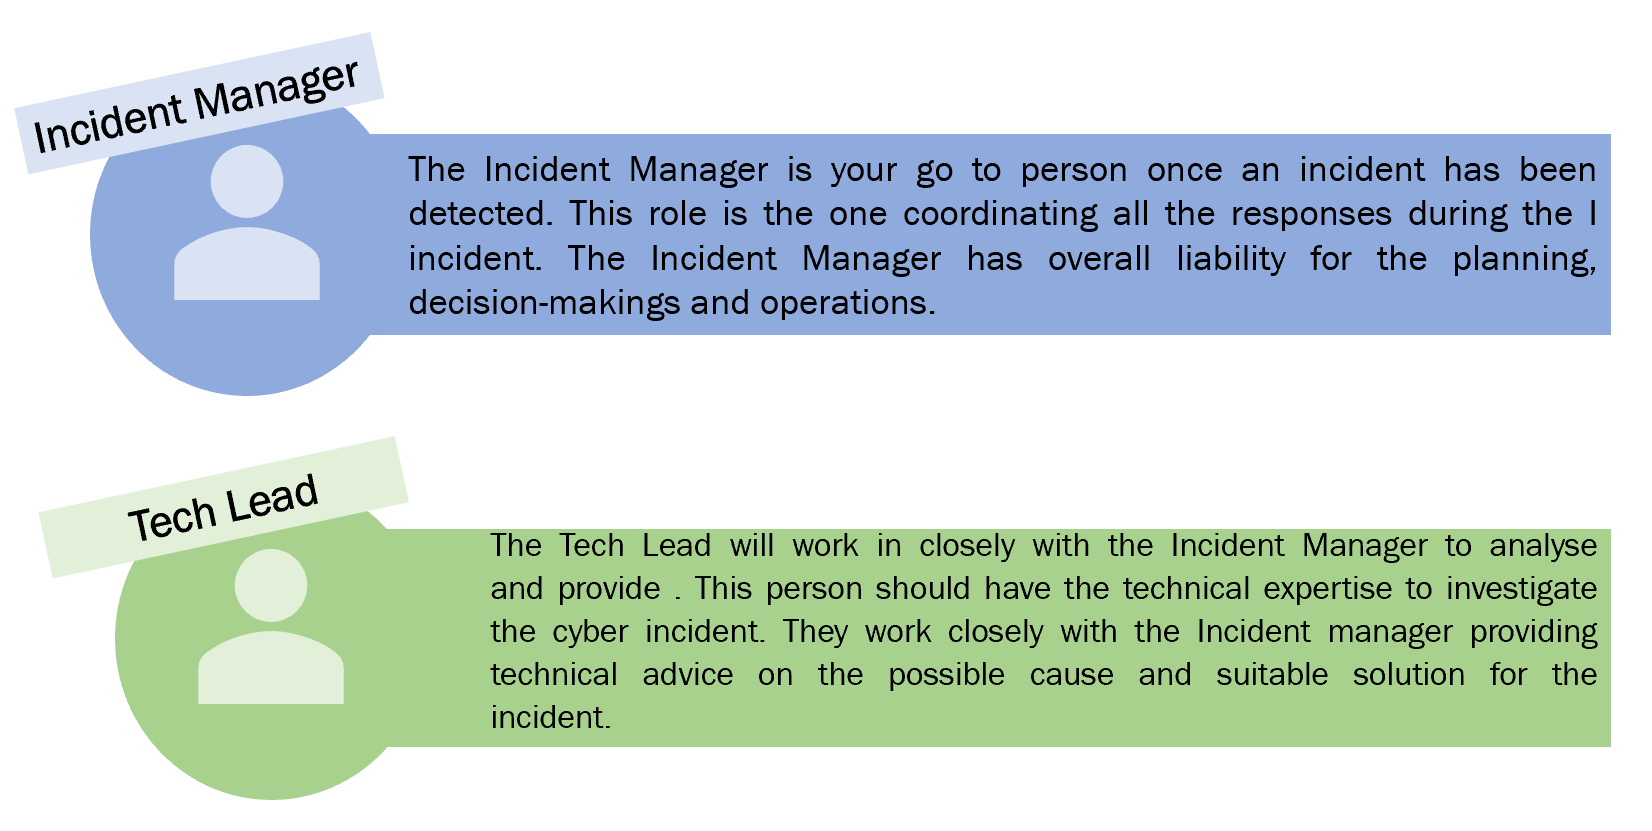 Incident Manager
The Incident Manager is your go to person once an incident has been
detected. This role is the one coordinating all the responses during the I
incident. The Incident Manager has overall liability for the planning,
decision-makings and operations.
Tech Lead
The Tech Lead will work in closely with the Incident Manager to analyse
and provide . This person should have the technical expertise to investigate
the cyber incident. They work closely with the Incident manager providing
technical advice on the possible cause and suitable solution for the
incident.